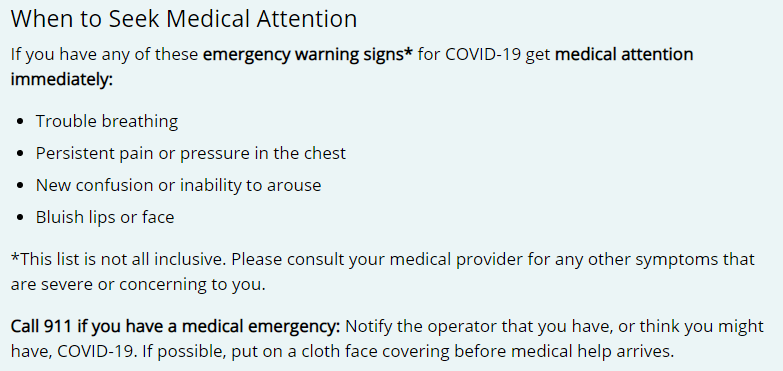 When to Seek Medical Attention
If you have any of these emergency warning signs* for COVID-19 get medical attention
immediately:
• Trouble breathing
• Persistent pain or pressure in the chest
• New confusion or inability to arouse
• Bluish lips or face
*This list is not all inclusive. Please consult your medical provider for any other symptoms that
are severe or concerning to you.
Call 911 if you have a medical emergency: Notify the operator that you have, or think you might
have, COVID-19. If possible, put on a cloth face covering before medical help arrives.